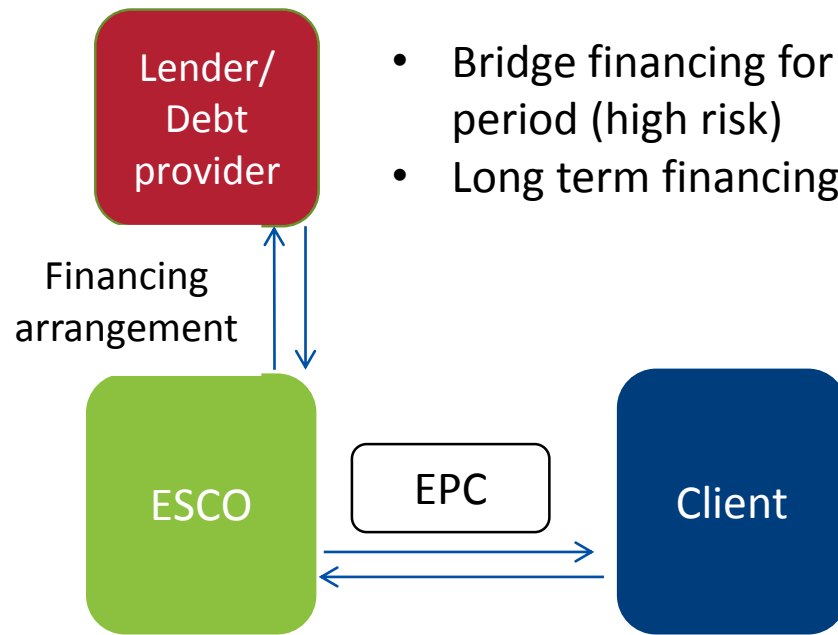 Lender/
Debt
provider
• Bridge financing for
period (high risk)
• Long term financing
Financing
arrangement
ESCO
EPC
Client